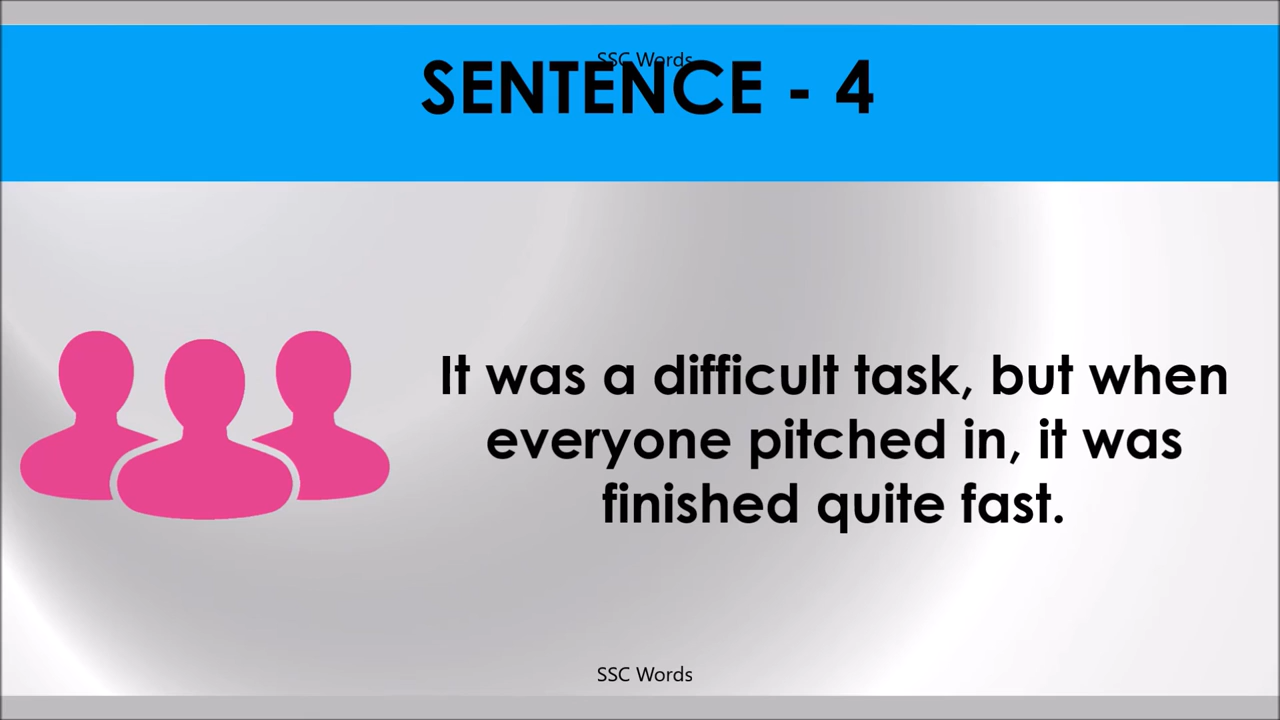 SSC Words
SENTENCE - 4
It was a difficult task, but when
everyone pitched in, it was
finished quite fast.
SSC Words